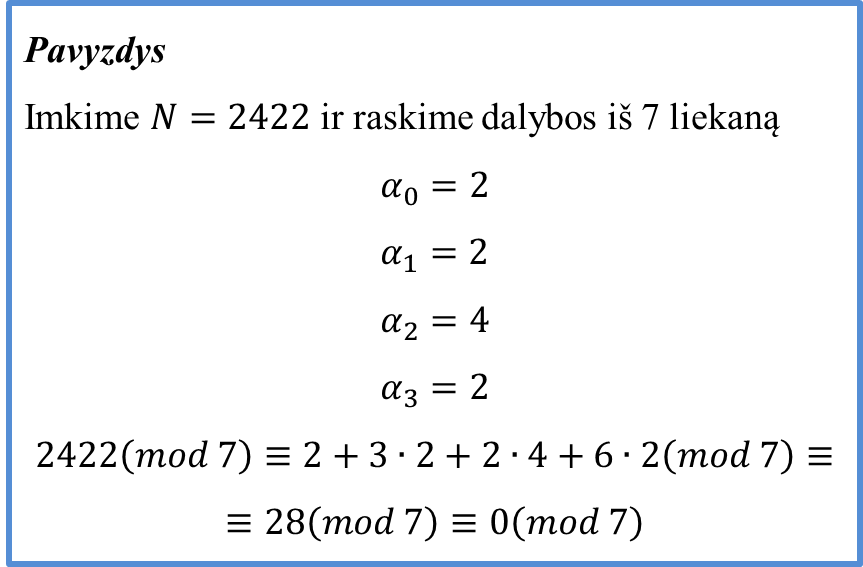 Pavyzdys
Imkime N = 2422 ir raskime dalybos iš 7 liekaną
α₀ = 2
α₁ = 2
α₂ = 4
α₃ = 2
2422(mod 7) ≡ 2 + 3 · 2 + 2 · 4 + 6 · 2(mod 7) ≡
≡ 28(mod 7) ≡ 0(mod 7)